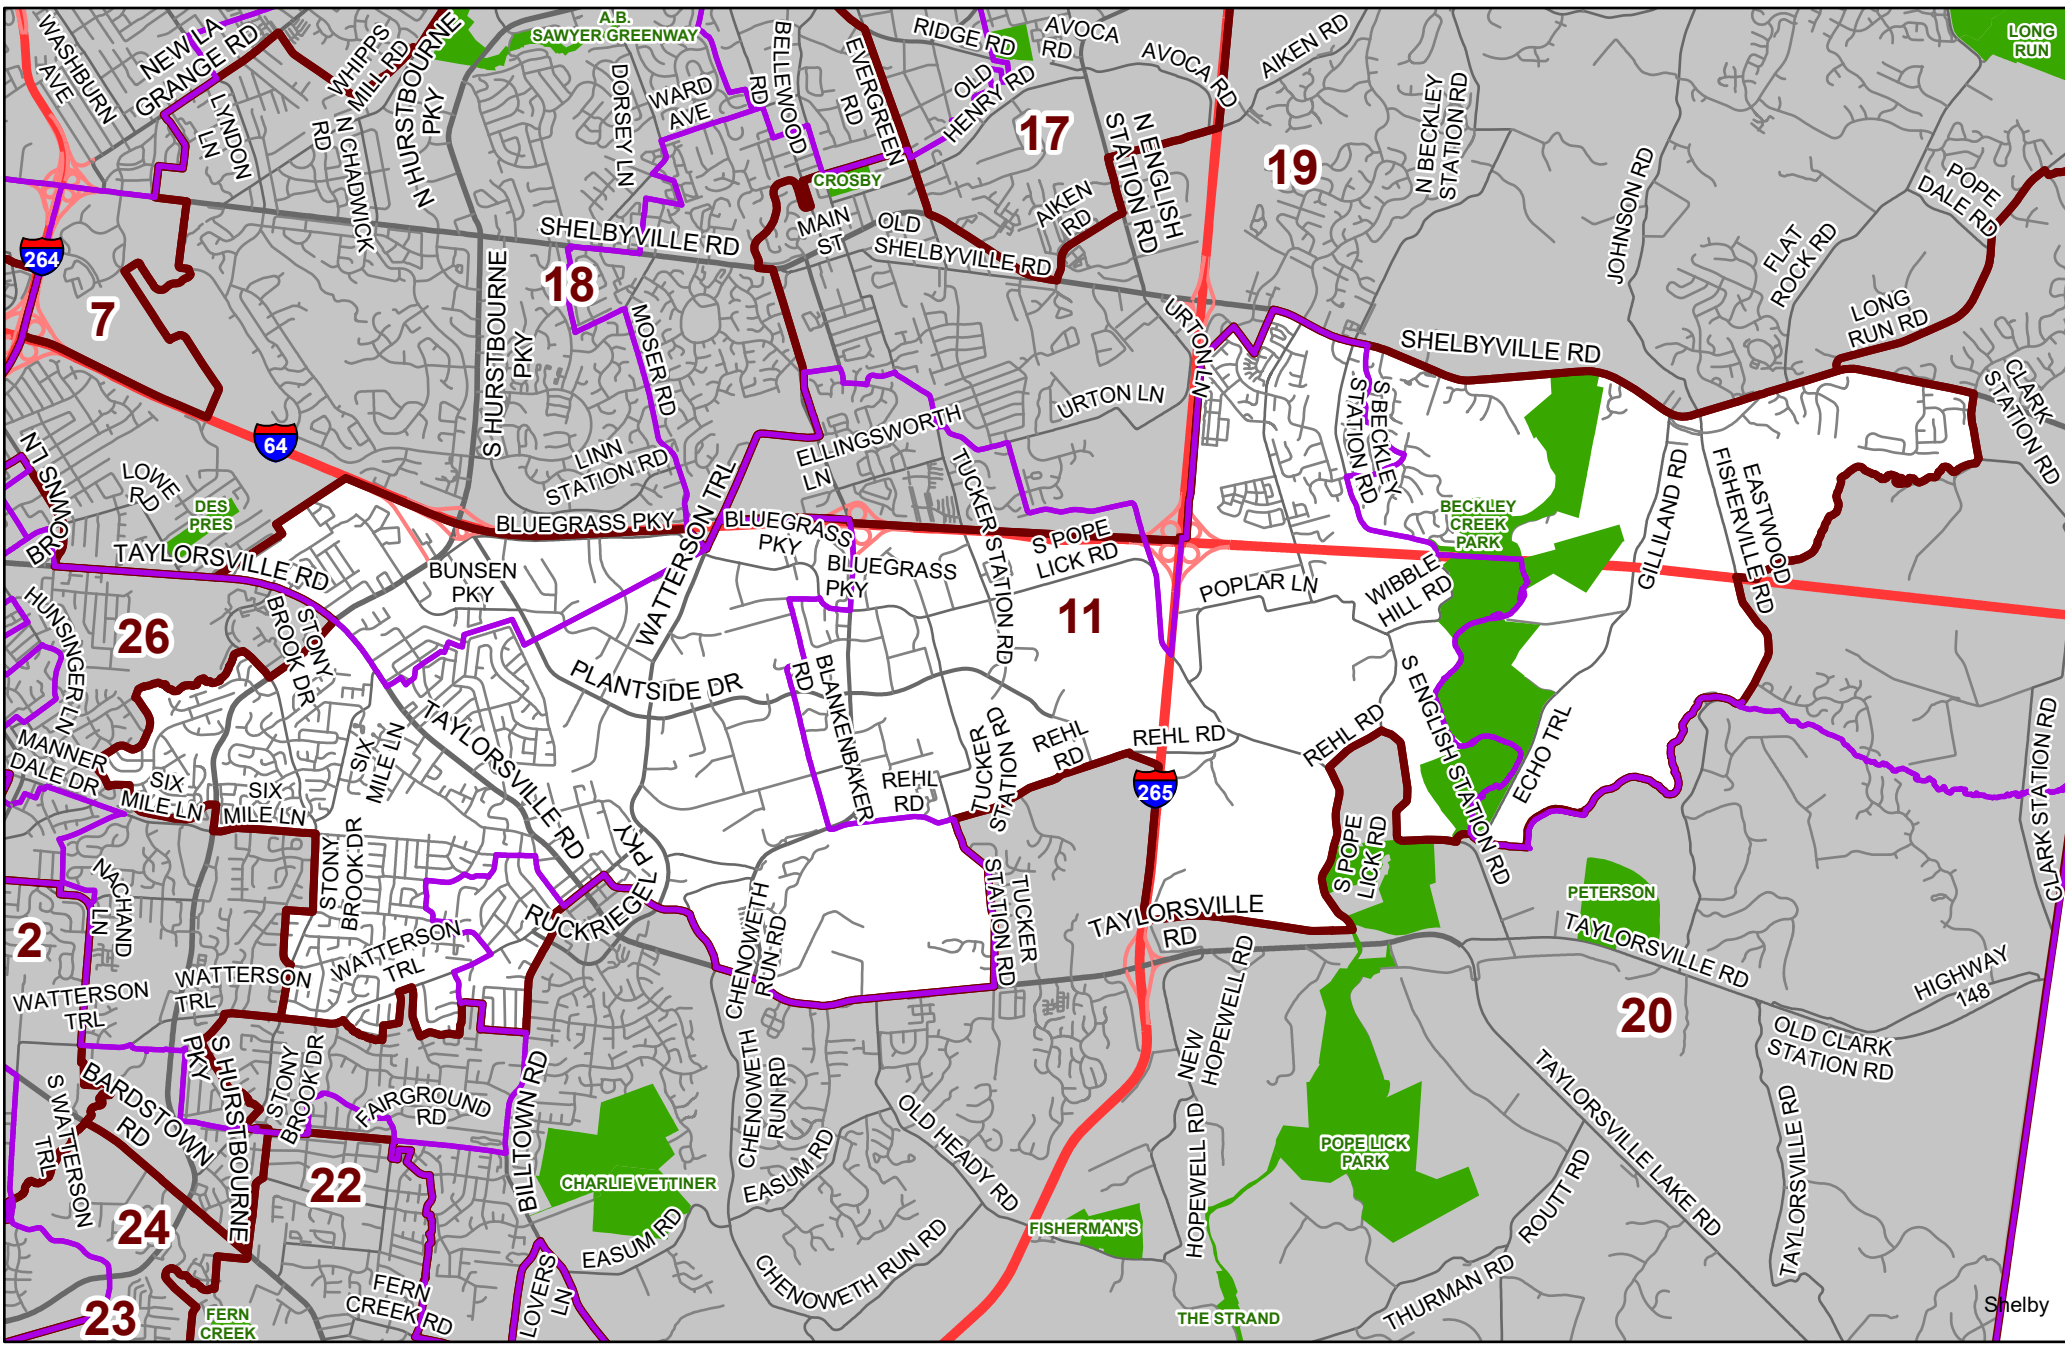 WASHBURN
AVE
NEW LA
GRANGE RD
WHIPPS
MILL RD
N HURSTBOURNE
PKY
A.B.
SAWYER GREENWAY
BELLEWOOD
RD
EVERGREEN
RD
RIDGE RD
AVOCA
RD
AVOCA RD
AIKEN RD
LONG
RUN
LYNDON
LN
N CHADWICK
RD
DORSEY LN
WARD
AVE
OLD
HENRY RD
17
N ENGLISH
STATION RD
19
N BECKLEY
STATION RD
JOHNSON RD
POPE
DALE RD
CROSBY
MAIN
ST
OLD
SHELBYVILLE RD
AIKEN
RD
FLAT
ROCK RD
SHELBYVILLE RD
264
7
18
S HURSTBOURNE
PKY
MOSER RD
URTON LN
SHELBYVILLE RD
LONG
RUN RD
CLARK
STATION RD
64
LINN
STATION RD
ELLINGSWORTH
LN
URTON LN
S BECKLEY
STATION RD
BROWNS LN
LOWE
RD
DES
PRES
BLUEGRASS PKY
WATTERSON TRL
BLUEGRASS
PKY
TUCKER STATION RD
S POPE
LICK RD
BECKLEY
CREEK
PARK
GILLILAND RD
EASTWOOD
FISHERVILLE RD
TAYLORSVILLE RD
BUNSEN
PKY
BLUEGRASS
PKY
11
POPLAR LN
WIBBLE
HILL RD
HUNSINGER LN
26
STONY
BROOK DR
PLANTSIDE DR
BLANKENBAKER
RD
S ENGLISH STATION RD
ECHO TRL
MANNER
DALE DR
SIX
MILE LN
SIX
MILE LN
SIX
MILE LN
TAYLORSVILLE RD
REHL
RD
TUCKER
STATION RD
REHL
RD
REHL RD
REHL RD
265
CLARK STATION RD
CLARK STATION RD
2
NACHAND
LN
STONY
BROOK DR
RUCKRIEGEL PKY
CHENOWETH
RUN RD
TUCKER
STATION RD
TAYLORSVILLE
RD
S POPE
LICK RD
PETERSON
TAYLORSVILLE RD
HIGHWAY
148
WATTERSON
TRL
WATTERSON
TRL
WATTERSON
TRL
20
NEW
HOPEWELL RD
OLD CLARK
STATION RD
S WATTERSON
TRL
BARDSTOWN
RD
S HURSTBOURNE
PKY
STONY
BROOK DR
FAIRGROUND
RD
BILLTOWN RD
CHENOWETH
RUN RD
EASUM RD
OLD HEADY RD
HOPEWELL RD
POPE LICK
PARK
TAYLORSVILLE LAKE RD
TAYLORSVILLE RD
ROUTT RD
22
24
23
CHARLIE VETTINER
EASUM RD
LOVERS
LN
FERN
CREEK RD
FERN
CREEK
CHENOWETH RUN RD
FISHERMAN'S
THE STRAND
THURMAN RD
Shelby